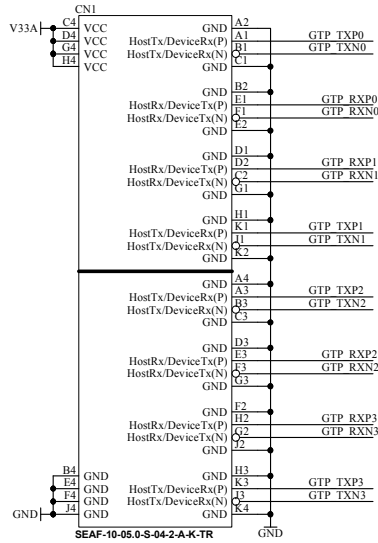 CN1
V33A C4 VCC GND A2
D4 VCC HostTx/DeviceRx(P) A1 GTP_TXP0
G4 VCC HostTx/DeviceRx(N) B1 GTP_TXN0
H4 VCC GND C1
GND B2
HostRx/DeviceTx(P) E1 GTP_RXP0
HostRx/DeviceTx(N) F1 GTP_RXN0
GND E2
GND D1
HostRx/DeviceTx(P) D2 GTP_RXP1
HostRx/DeviceTx(N) C2 GTP_RXN1
GND G1
GND H1
HostTx/DeviceRx(P) K1 GTP_TXP1
HostTx/DeviceRx(N) J1 GTP_TXN1
GND K2
GND A4
HostTx/DeviceRx(P) A3 GTP_TXP2
HostTx/DeviceRx(N) B3 GTP_TXN2
GND C3
GND D3
HostRx/DeviceTx(P) E3 GTP_RXP2
HostRx/DeviceTx(N) F3 GTP_RXN2
GND G3
GND F2
HostRx/DeviceTx(P) H2 GTP_RXP3
HostRx/DeviceTx(N) G2 GTP_RXN3
GND J2
B4 GND GND H3
E4 GND HostTx/DeviceRx(P) K3 GTP_TXP3
F4 GND HostTx/DeviceRx(N) J3 GTP_TXN3
GND J4 GND GND K4
SEAF-10-05.0-S-04-2-A-K-TR GND